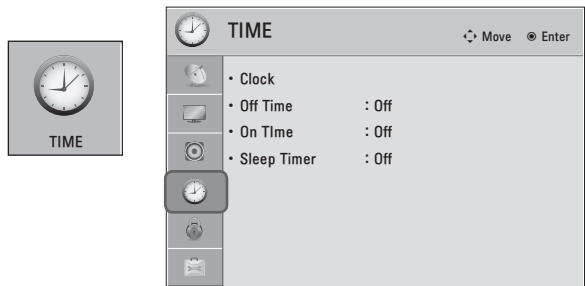 TIME
TIME
Move Enter
• Clock
• Off Time : Off
• On TIme : Off
• Sleep Timer : Off